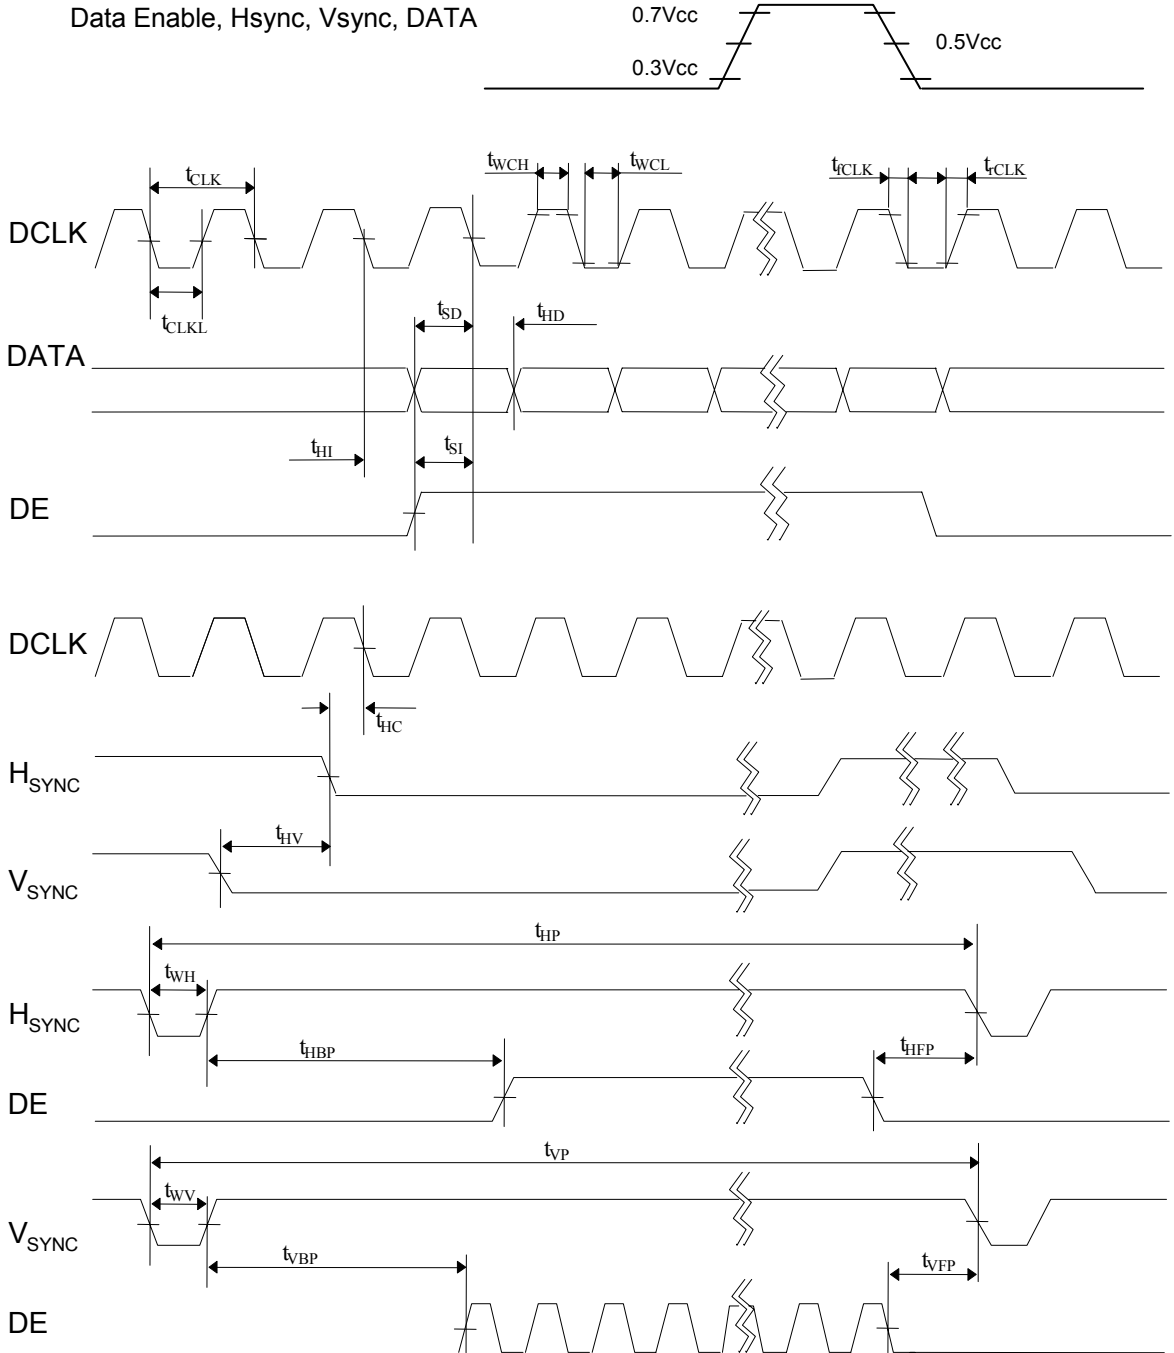 Data Enable, Hsync, Vsync, DATA
0.7Vcc
0.5Vcc
0.3Vcc
tCLK
tWCH
tWCL
tfCLK
trCLK
DCLK
tCLKL
tSD
tHD
DATA
tHI
tSI
DE
DCLK
tHC
HSYNC
tHV
VSYNC
tHP
tWH
HSYNC
tHBP
tHFP
DE
tVP
tWV
VSYNC
tVBP
tVFP
DE